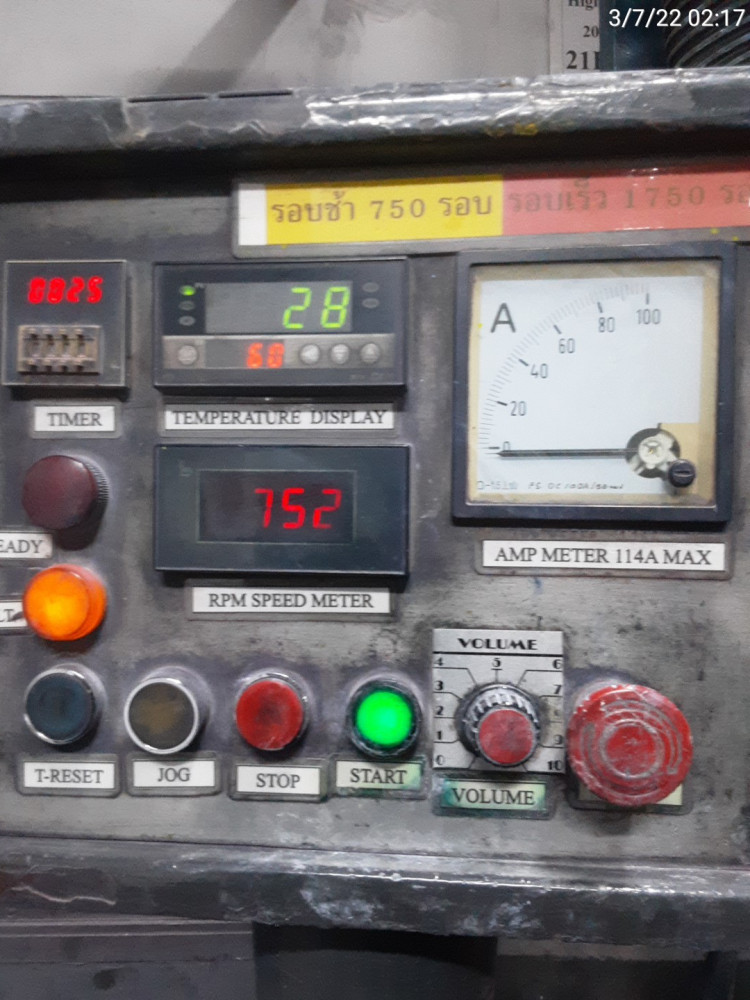 3/7/22 02:17
20
รอบช้า 750 รอบ
รอบเร็ว 1750
0025
28
60
TIMER
TEMPERATURE DISPLAY
A
0
20
40
60
80
100
752
RPM SPEED METER
AMP METER 114A MAX
EADY
VOLUME
0
1
2
3
4
5
6
7
9
10
T-RESET
JOG
STOP
START
VOLUME